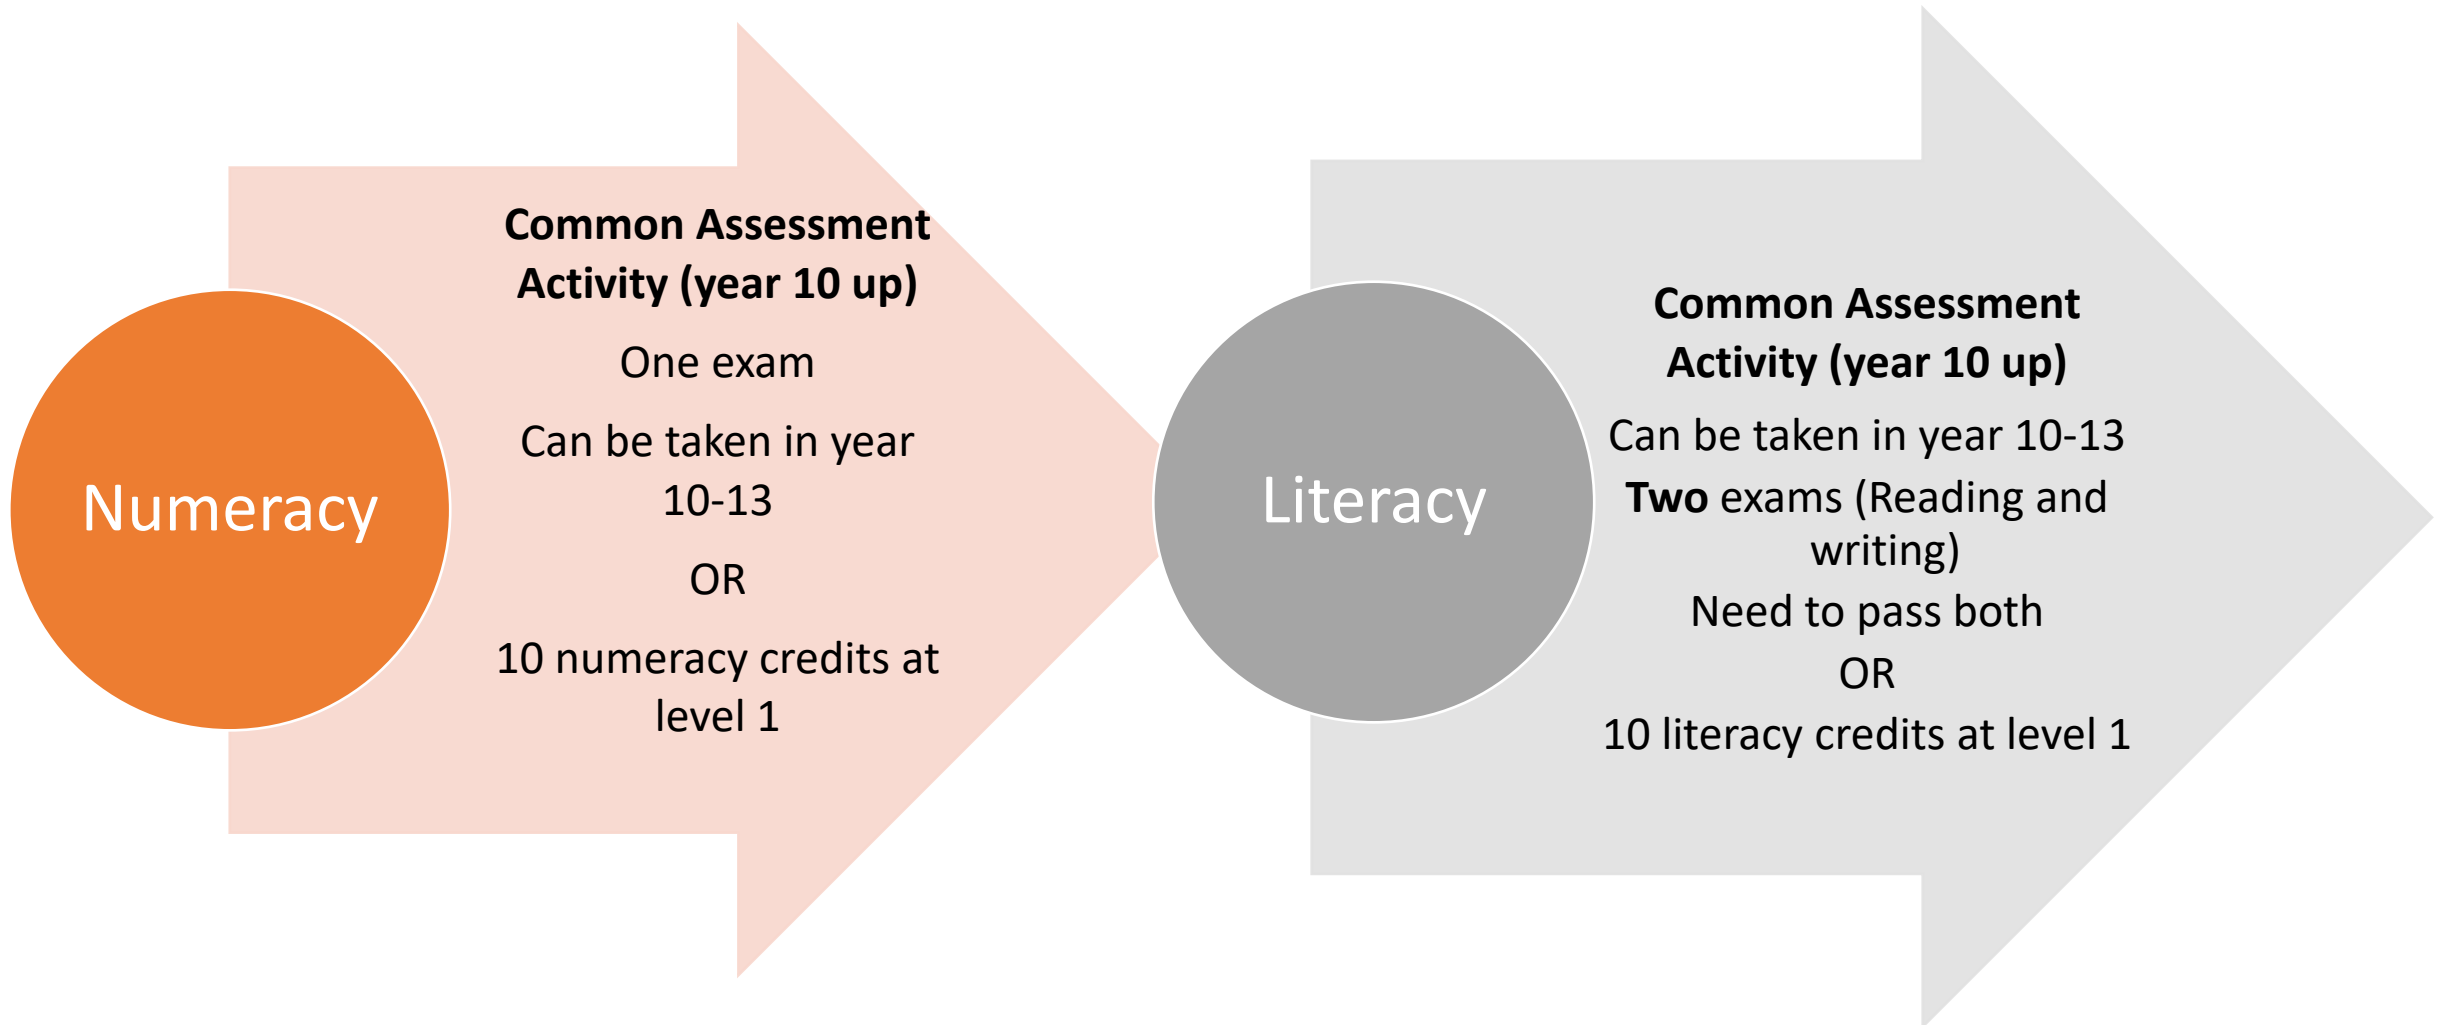 Numeracy
Common Assessment
Activity (year 10 up)
One exam
Can be taken in year
10-13
OR
10 numeracy credits at
level 1
Literacy
Common Assessment
Activity (year 10 up)
Can be taken in year 10-13
Two exams (Reading and
writing)
Need to pass both
OR
10 literacy credits at level 1